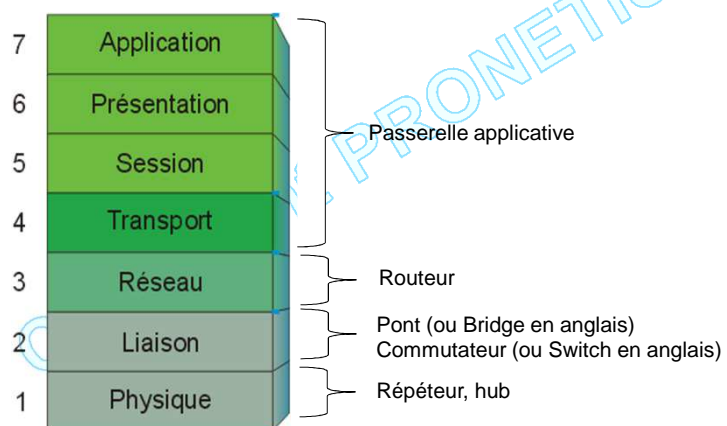 7 Application
6 Présentation
5 Session
Passerelle applicative
4 Transport
3 Réseau
Routeur
2 Liaison
Pont (ou Bridge en anglais)
Commutateur (ou Switch en anglais)
1 Physique
Répéteur, hub
PRONETIC